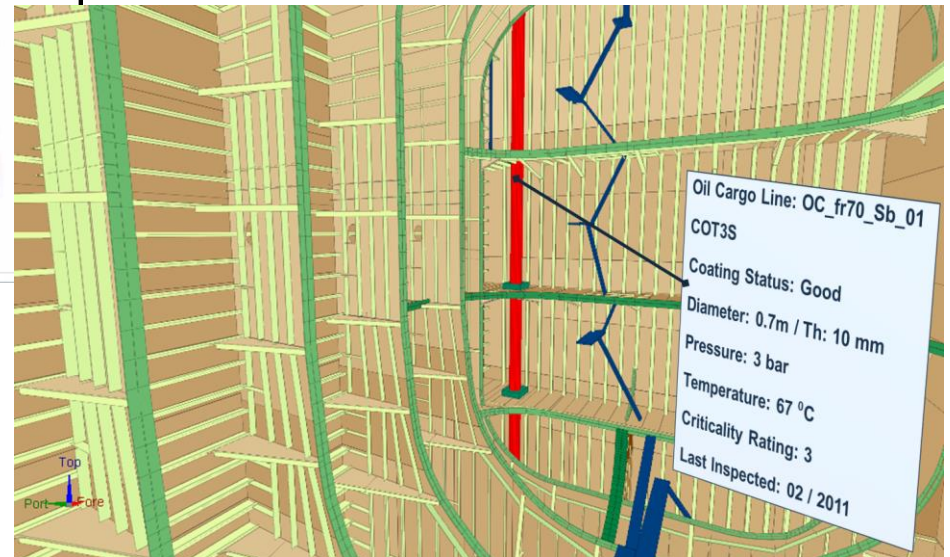 Oil Cargo Line: OC_fr70_Sb_01
COT3S
Coating Status: Good
Diameter: 0.7m / Th: 10 mm
Pressure: 3 bar
Temperature: 67 ⁰C
Criticality Rating: 3
Last Inspected: 02 / 2011
Top
Port
Fore